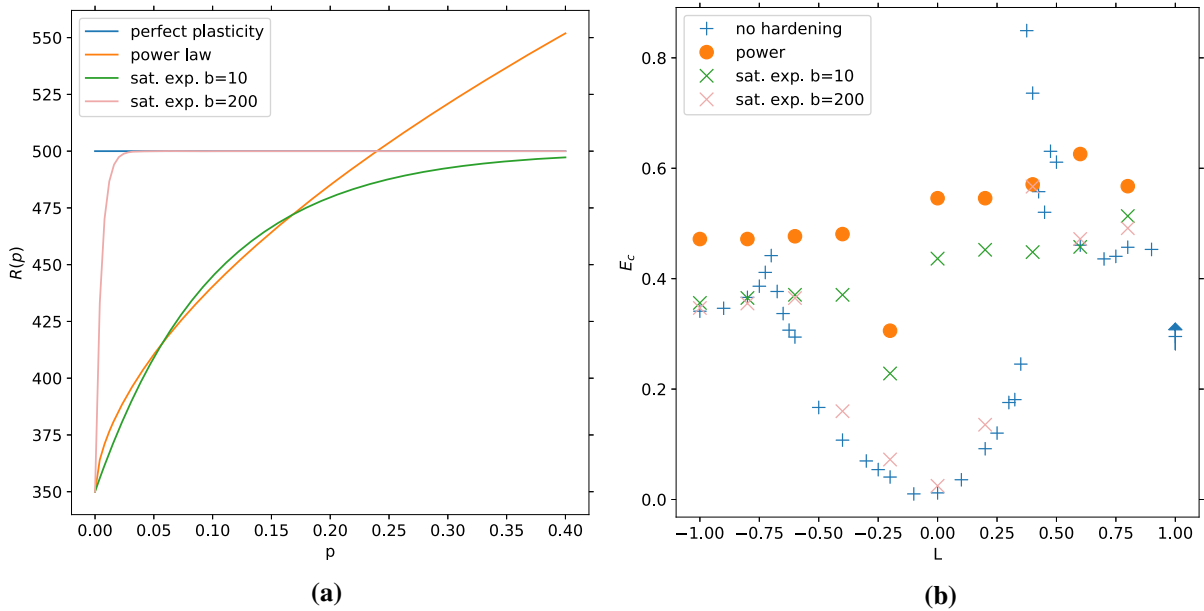 perfect plasticity
power law
sat. exp. b=10
sat. exp. b=200
550
525
500
475
450
425
400
375
350
R(p)
0.00 0.05 0.10 0.15 0.20 0.25 0.30 0.35 0.40
p
(a)
no hardening
power
sat. exp. b=10
sat. exp. b=200
0.8
0.6
0.4
0.2
0.0
E_c
−1.00 −0.75 −0.50 −0.25 0.00 0.25 0.50 0.75 1.00
L
(b)